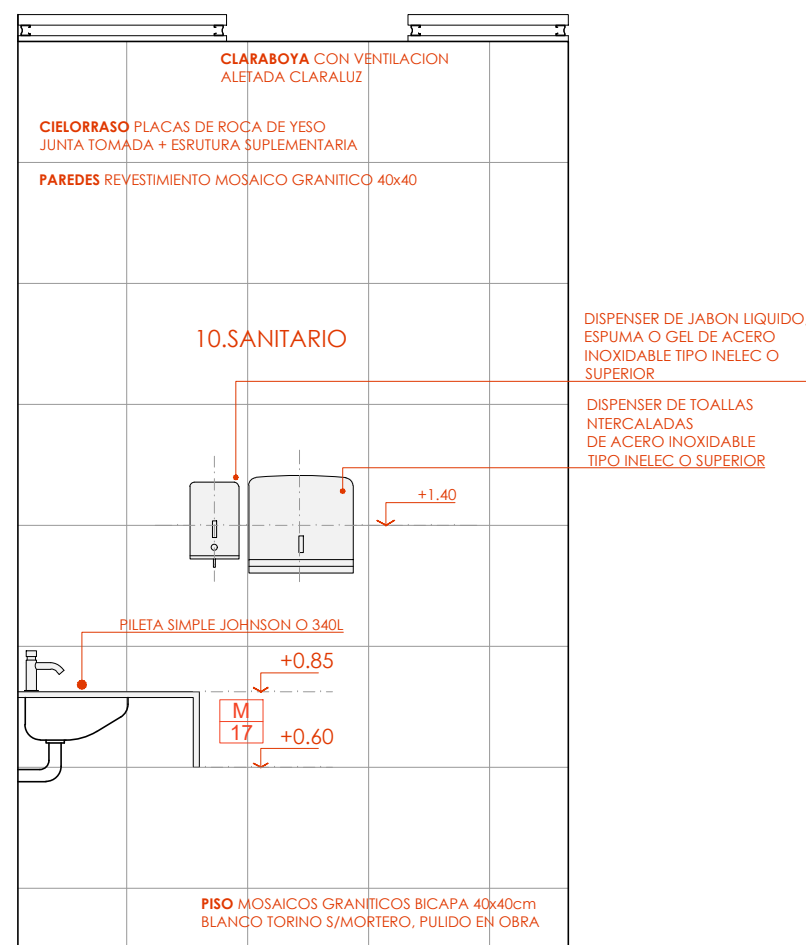 CLARABOYA CON VENTILACION
ALETADA CLARALUZ
CIELORRASO PLACAS DE ROCA DE YESO
JUNTA TOMADA + ESRUTURA SUPLEMENTARIA
PAREDES REVESTIMIENTO MOSAICO GRANITICO 40x40
10.SANITARIO
DISPENSER DE JABON LIQUIDO,
ESPUMA O GEL DE ACERO
INOXIDABLE TIPO INELEC O
SUPERIOR
DISPENSER DE TOALLAS
NTERCALADAS
DE ACERO INOXIDABLE
TIPO INELEC O SUPERIOR
+1.40
PILETA SIMPLE JOHNSON O 340L
+0.85
M
17
+0.60
PISO MOSAICOS GRANITICOS BICAPA 40x40cm
BLANCO TORINO S/MORTERO, PULIDO EN OBRA